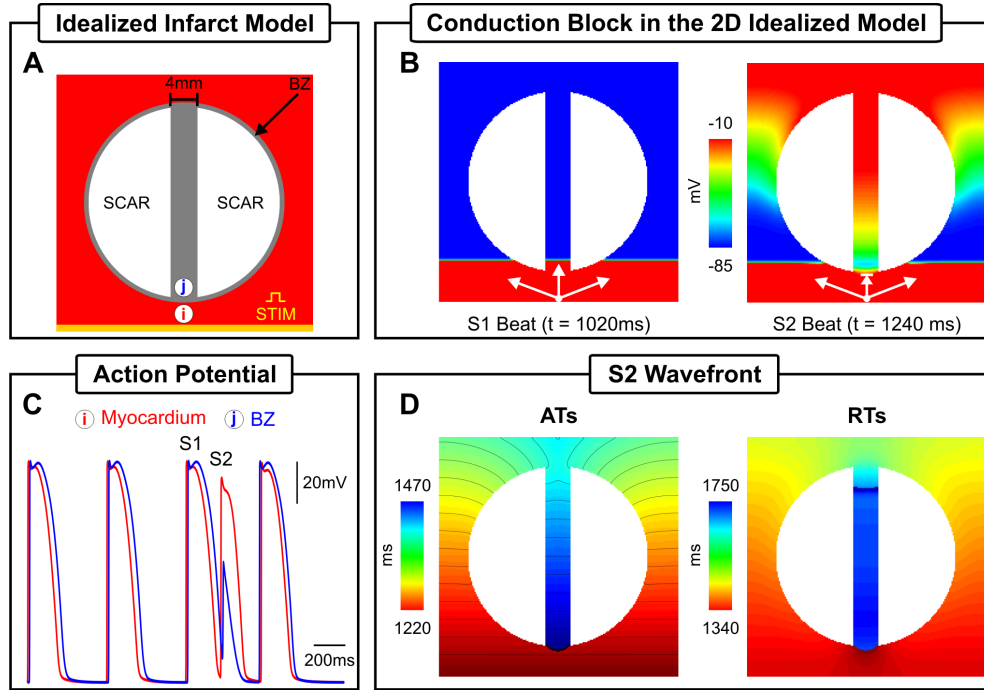 Idealized Infarct Model
A
4mm
BZ
SCAR
SCAR
j
i
STIM
Conduction Block in the 2D Idealized Model
B
-10
mV
-85
S1 Beat (t = 1020ms)
S2 Beat (t = 1240 ms)
Action Potential
C
i Myocardium
j BZ
S1
S2
20mV
200ms
S2 Wavefront
D
ATs
RTs
1470
ms
1220
1750
ms
1340